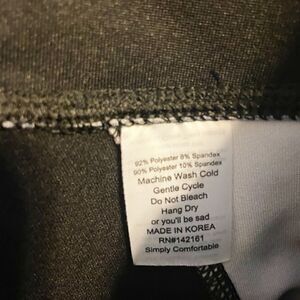 92% Polyester 8% Spandex
90% Polyester 10% Spandex
Machine Wash Cold
Gentle Cycle
Do Not Bleach
Hang Dry
or you'll be sad
MADE IN KOREA
RN#142161
Simply Comfortable